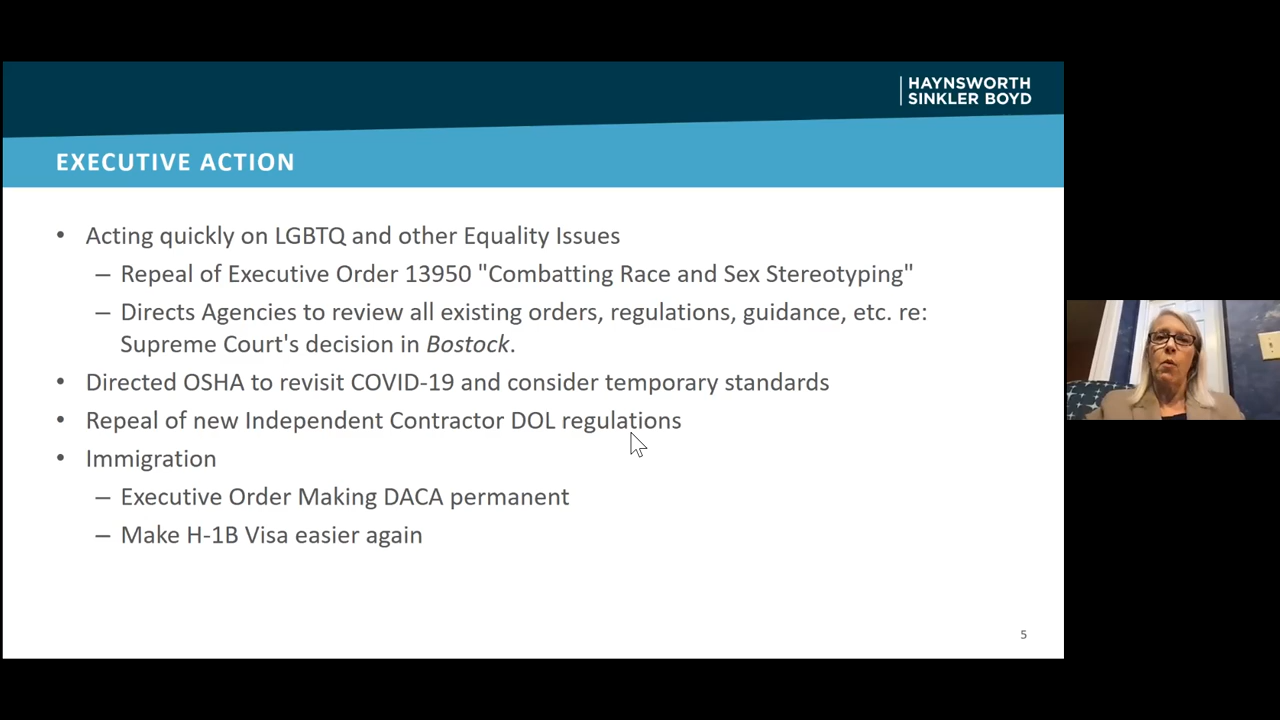 HAYNSWORTH
SINKLER BOYD
EXECUTIVE ACTION
• Acting quickly on LGBTQ and other Equality Issues
– Repeal of Executive Order 13950 "Combatting Race and Sex Stereotyping"
– Directs Agencies to review all existing orders, regulations, guidance, etc. re:
Supreme Court's decision in Bostock.
• Directed OSHA to revisit COVID-19 and consider temporary standards
• Repeal of new Independent Contractor DOL regulations
• Immigration
– Executive Order Making DACA permanent
– Make H-1B Visa easier again
5